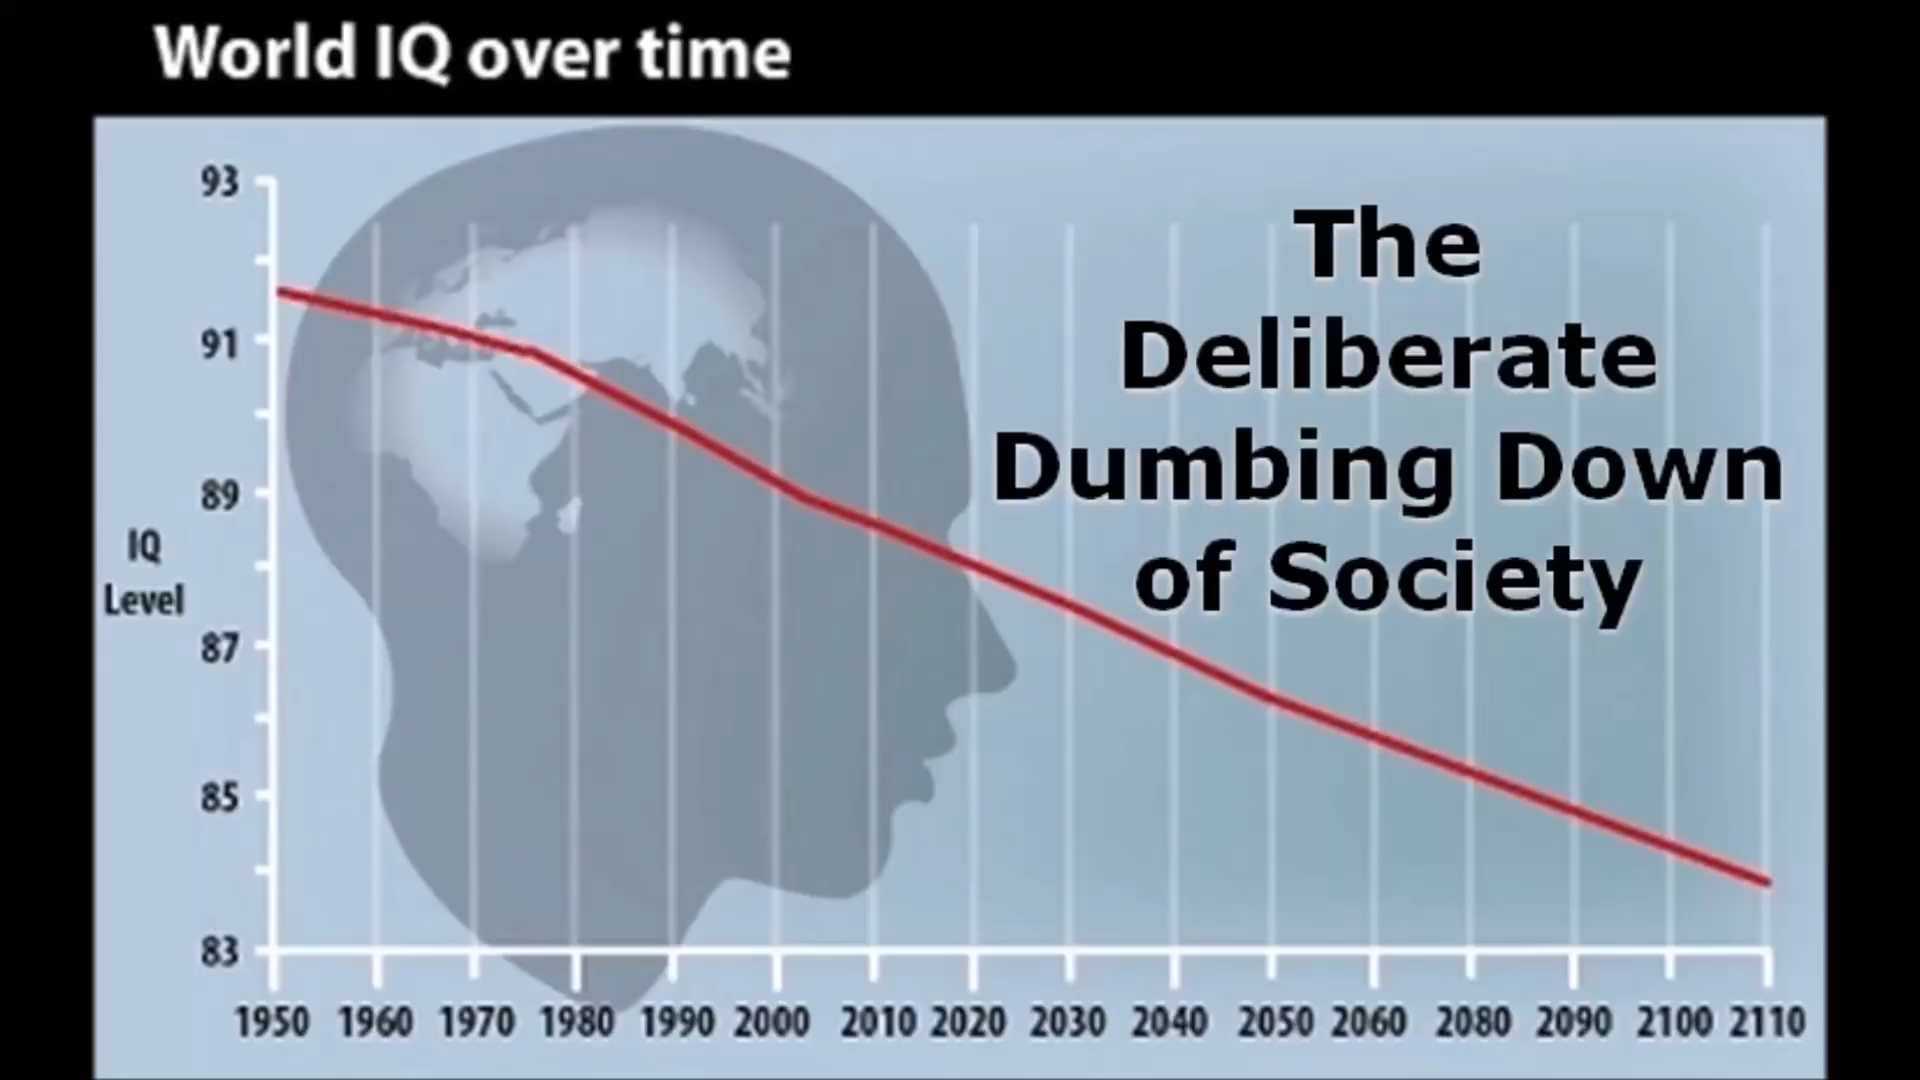 World IQ over time
The
Deliberate
Dumbing Down
of Society
93
91
89
87
85
83
IQ
Level
1950 1960 1970 1980 1990 2000 2010 2020 2030 2040 2050 2060 2080 2090 2100 2110